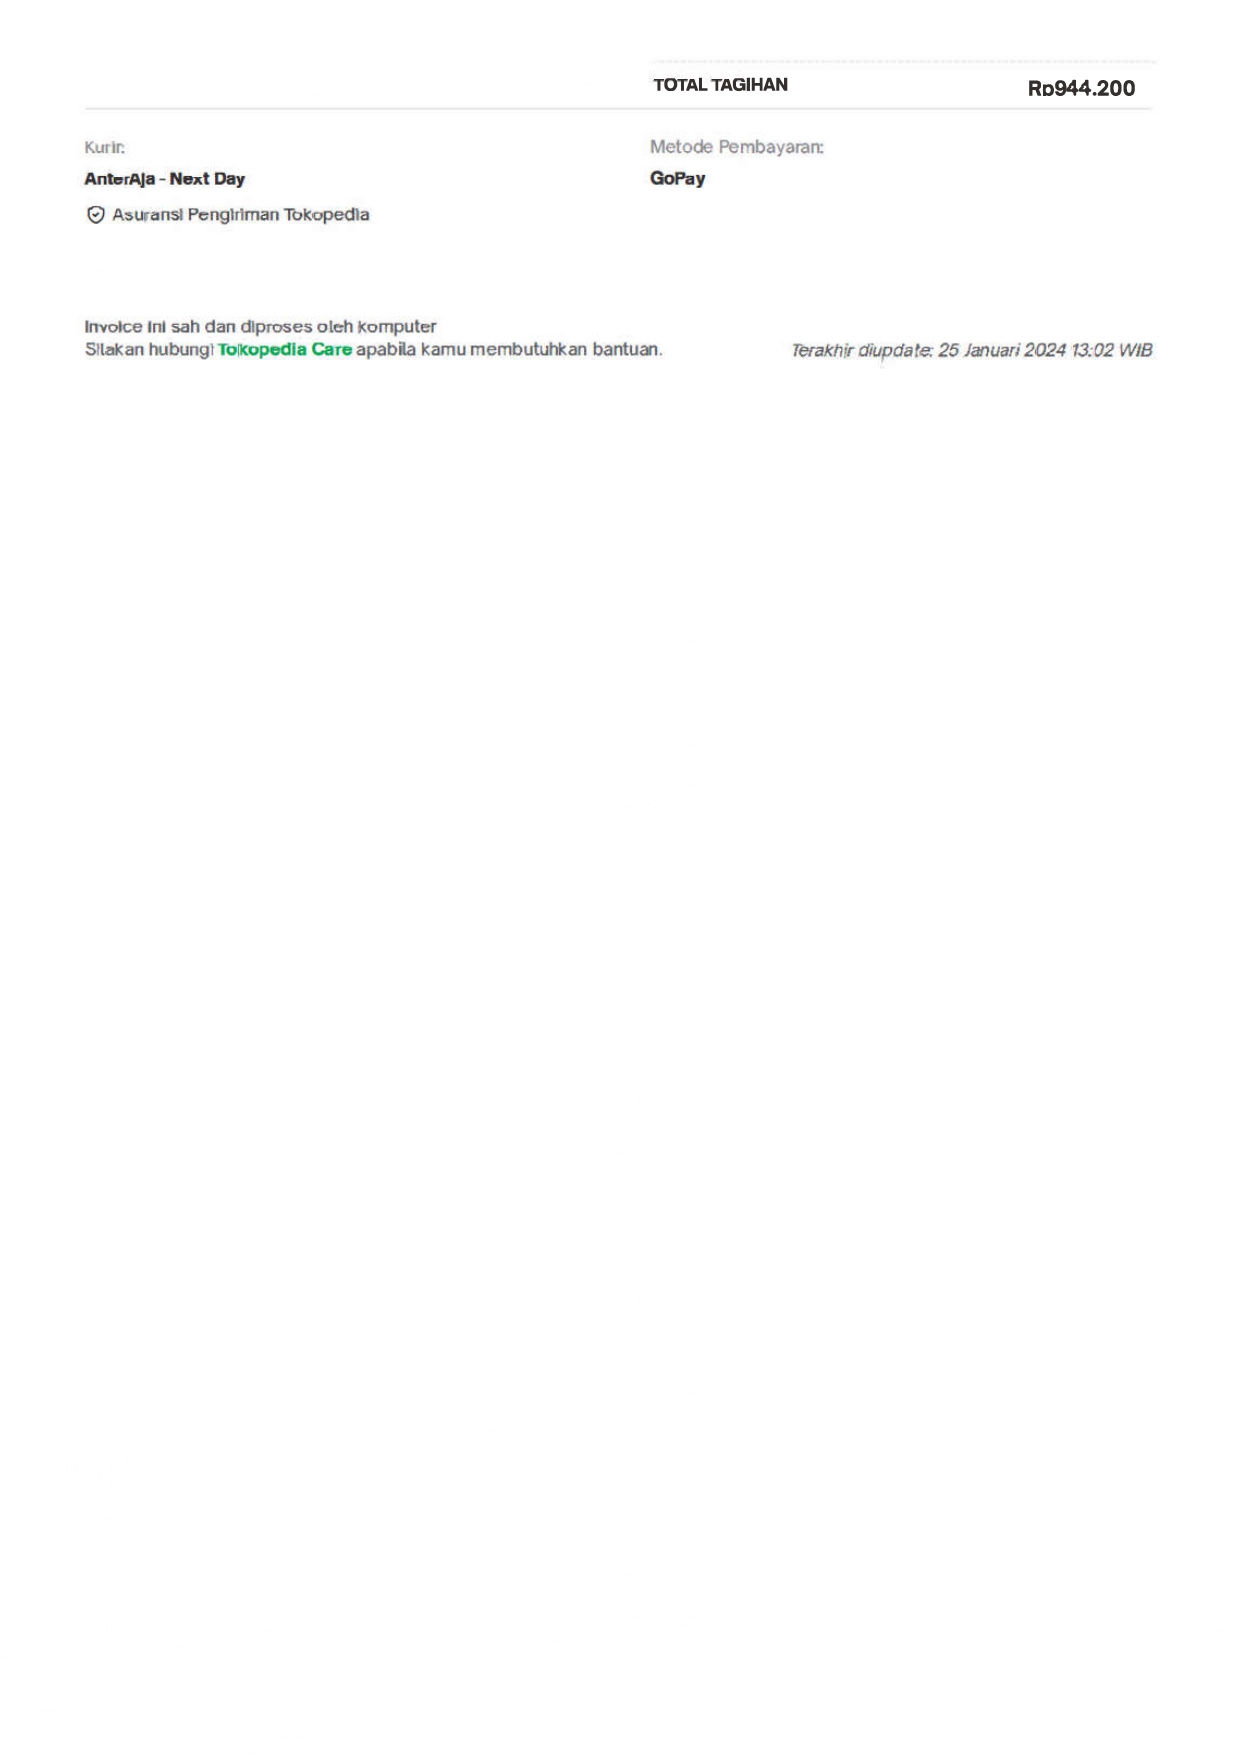 TOTAL TAGIHAN Rp944.200
Kurir: Metode Pembayaran:
AnterAja - Next Day GoPay
Asuransi Pengiriman Tokopedia
Invoice ini sah dan diproses oleh komputer
Silakan hubungi Tokopedia Care apabila kamu membutuhkan bantuan. Terakhir diupdate: 25 Januari 2024 13:02 WIB